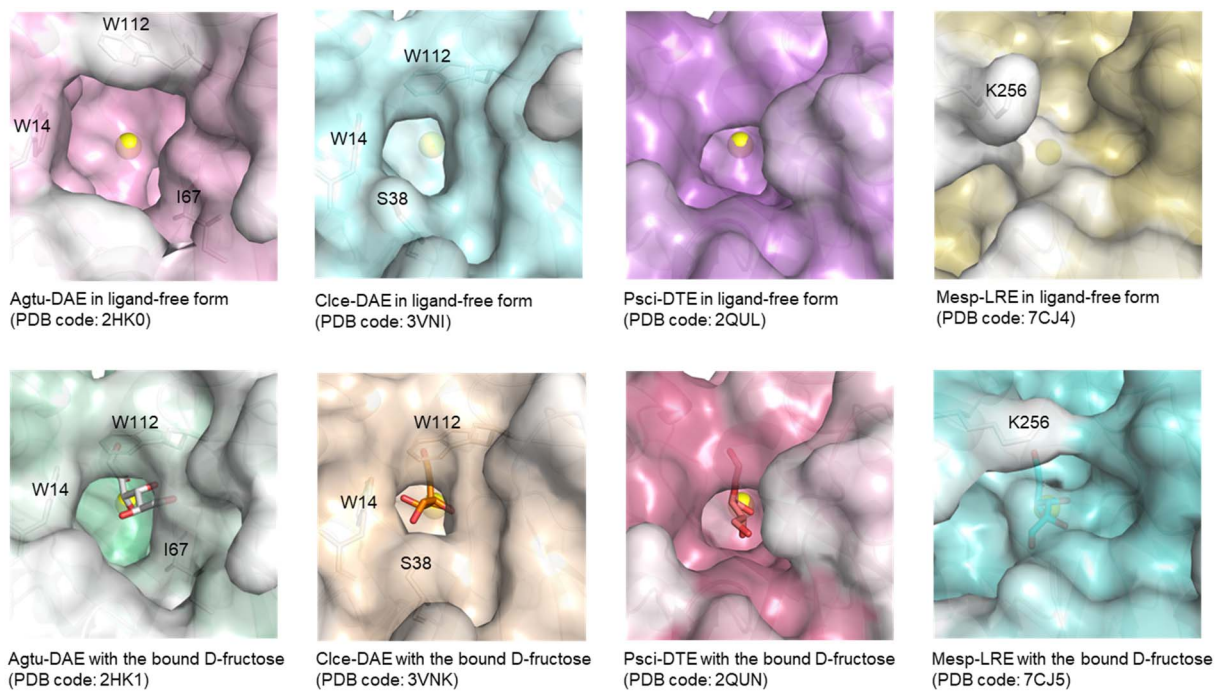 W112
W14
I67
Agtu-DAE in ligand-free form
(PDB code: 2HK0)
W112
W14
S38
Clce-DAE in ligand-free form
(PDB code: 3VNI)
Psci-DTE in ligand-free form
(PDB code: 2QUL)
K256
Mesp-LRE in ligand-free form
(PDB code: 7CJ4)
W112
W14
I67
Agtu-DAE with the bound D-fructose
(PDB code: 2HK1)
W112
W14
S38
Clce-DAE with the bound D-fructose
(PDB code: 3VNK)
Psci-DTE with the bound D-fructose
(PDB code: 2QUN)
K256
Mesp-LRE with the bound D-fructose
(PDB code: 7CJ5)